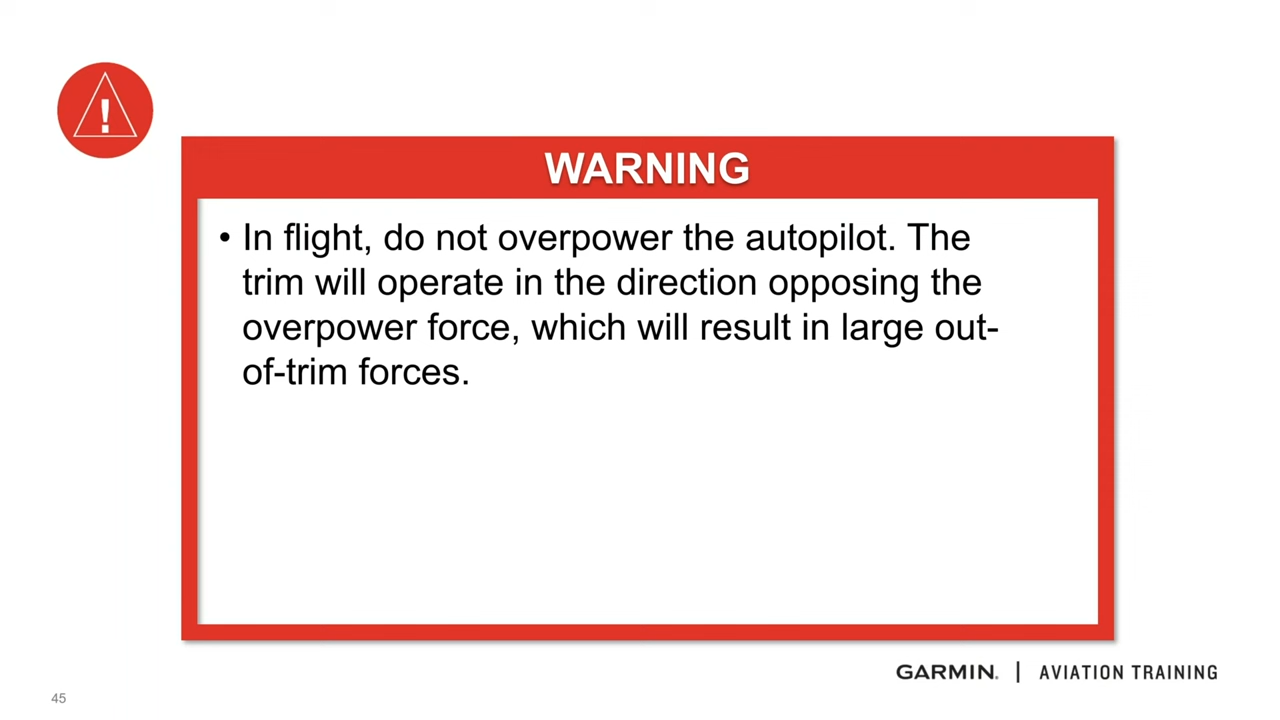 !
WARNING
• In flight, do not overpower the autopilot. The
trim will operate in the direction opposing the
overpower force, which will result in large out-
of-trim forces.
GARMIN. | AVIATION TRAINING
45